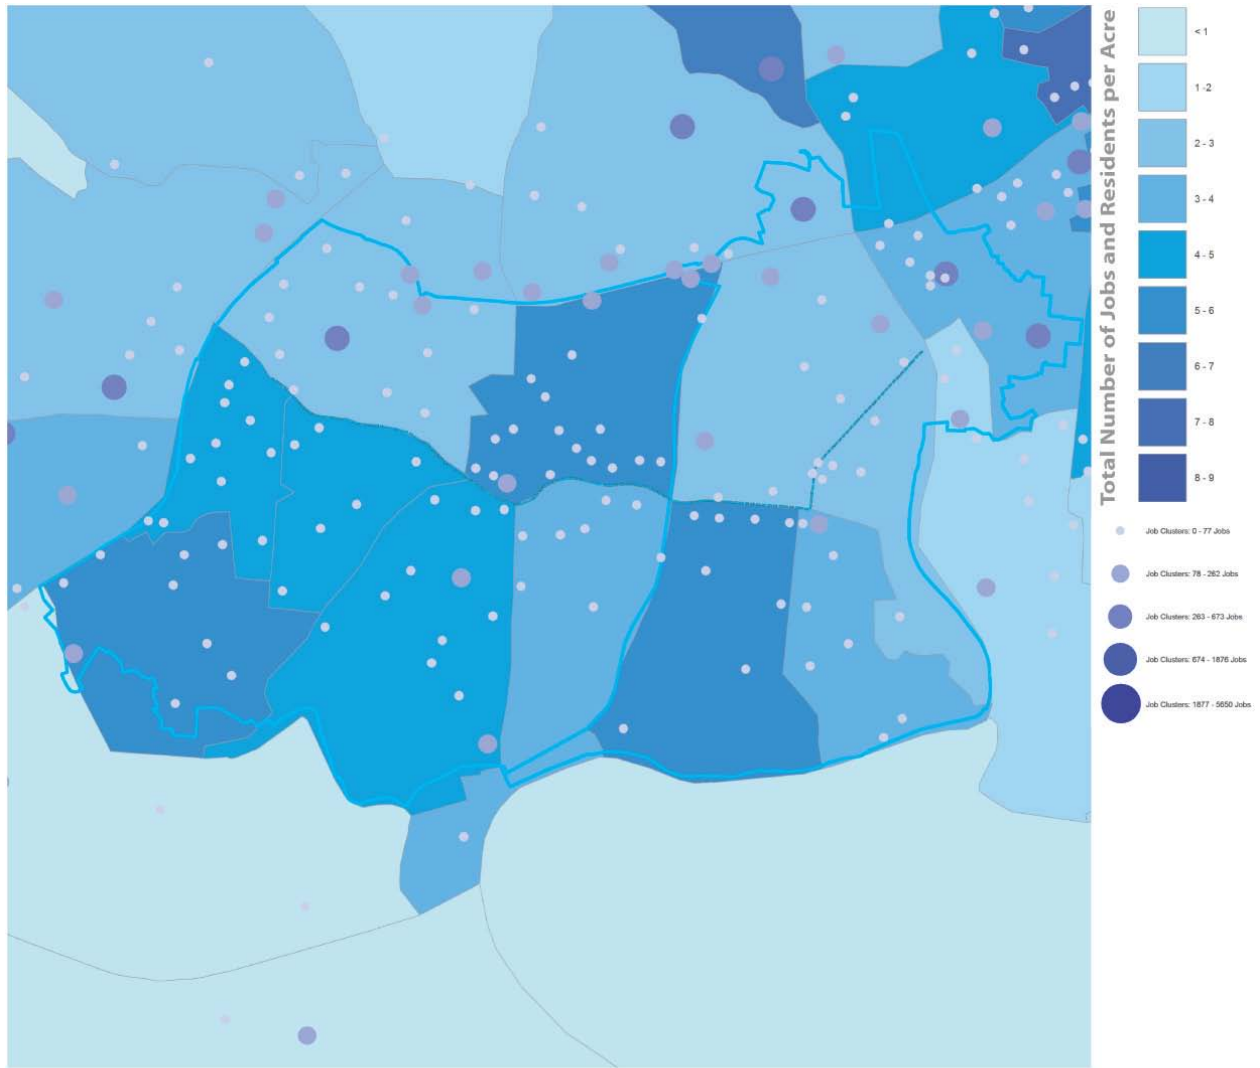 Total Number of Jobs and Residents per Acre
< 1
1 - 2
2 - 3
3 - 4
4 - 5
5 - 6
6 - 7
7 - 8
8 - 9
Job Clusters: 0 - 77 Jobs
Job Clusters: 78 - 262 Jobs
Job Clusters: 263 - 673 Jobs
Job Clusters: 674 - 1876 Jobs
Job Clusters: 1877 - 5650 Jobs